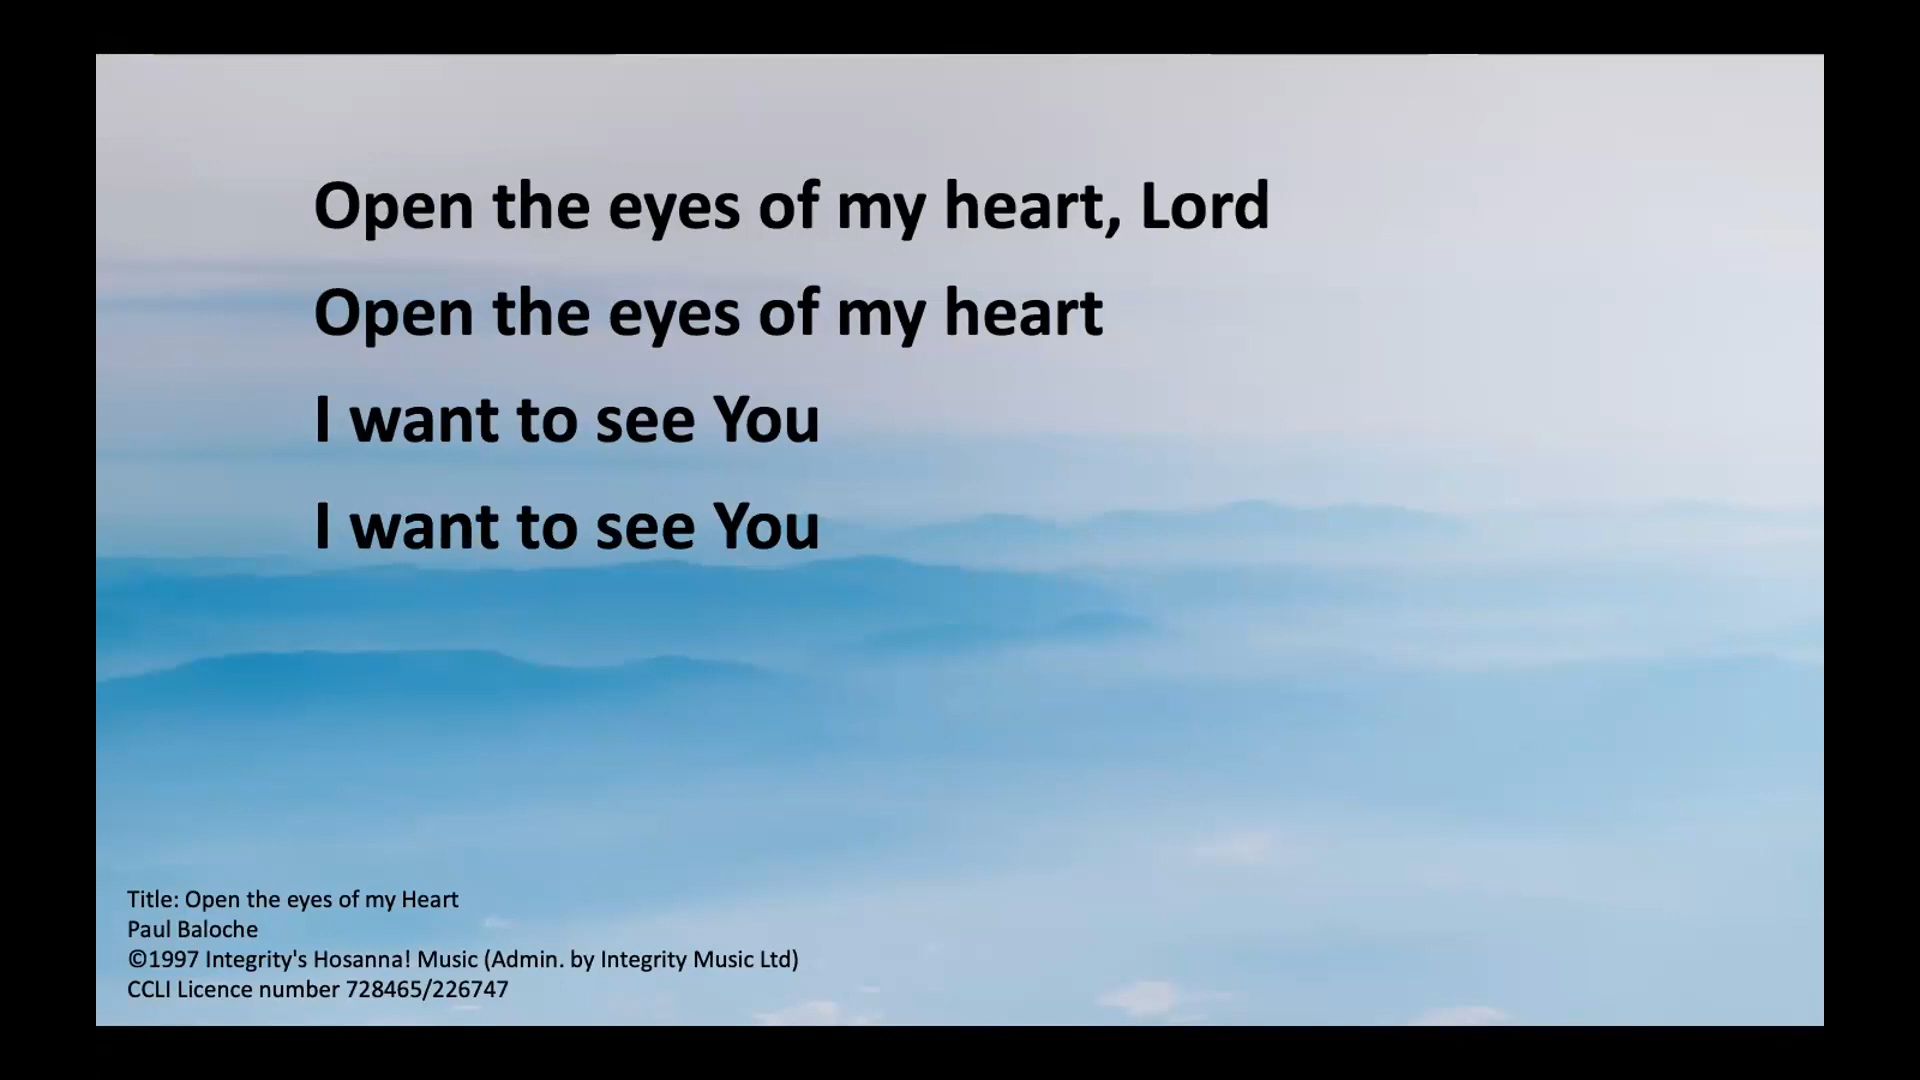 Open the eyes of my heart, Lord
Open the eyes of my heart
I want to see You
I want to see You
Title: Open the eyes of my Heart
Paul Baloche
©1997 Integrity's Hosanna! Music (Admin. by Integrity Music Ltd)
CCLI Licence number 728465/226747